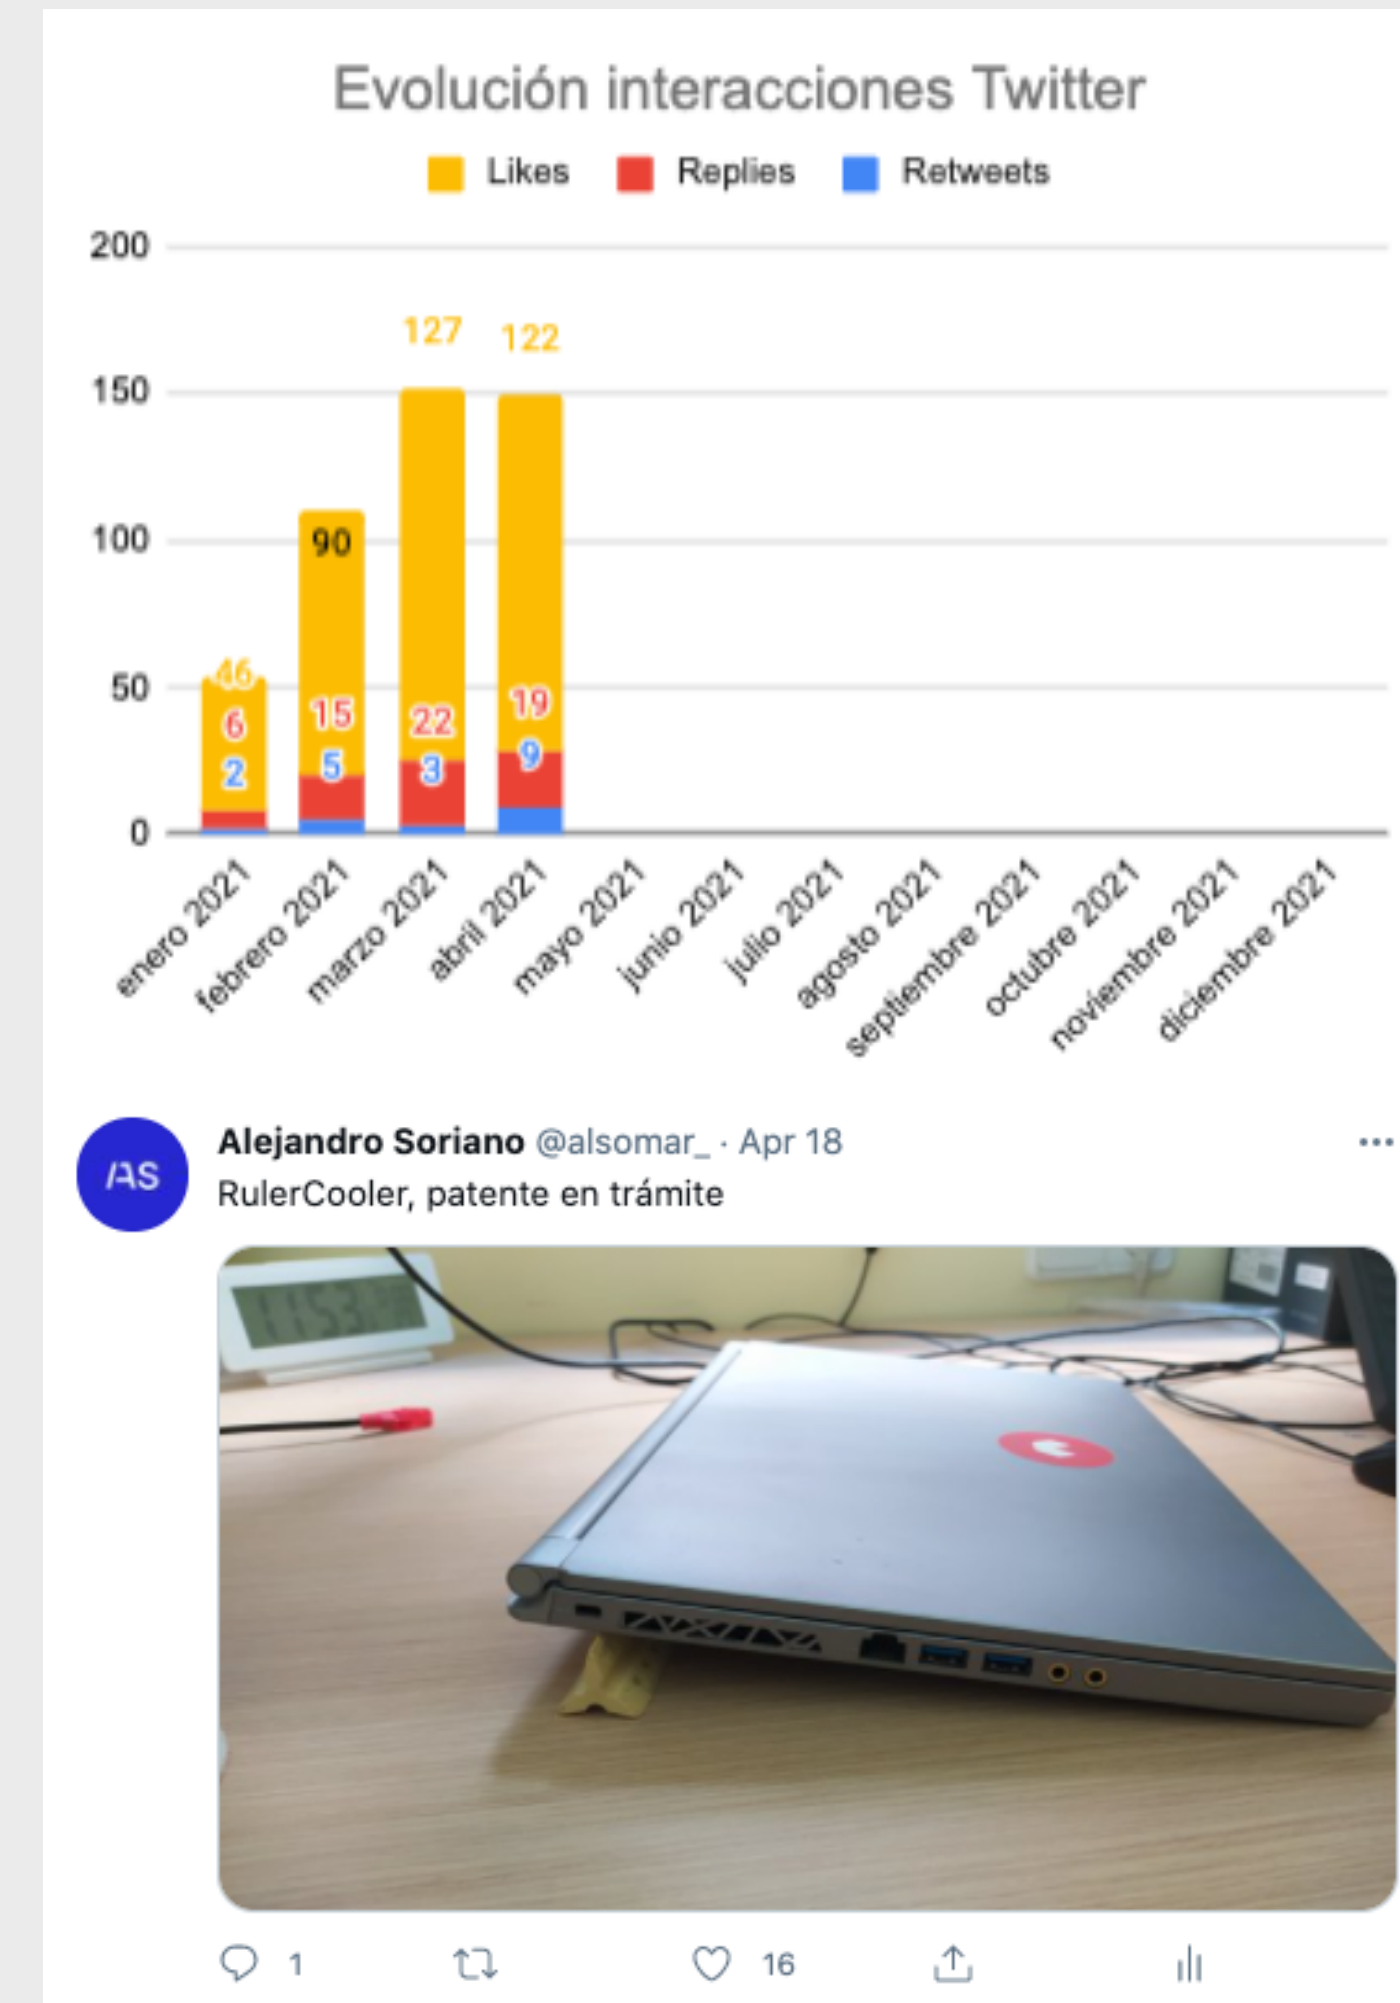 Evolución interacciones Twitter
Likes Replies Retweets
200
150
100
50
0
127
122
90
46
6
2
15
5
22
3
19
9
enero 2021
febrero 2021
marzo 2021
abril 2021
mayo 2021
junio 2021
julio 2021
agosto 2021
septiembre 2021
octubre 2021
noviembre 2021
diciembre 2021
AS
Alejandro Soriano @alsomar_ · Apr 18
RulerCooler, patente en trámite
11:53
1 16